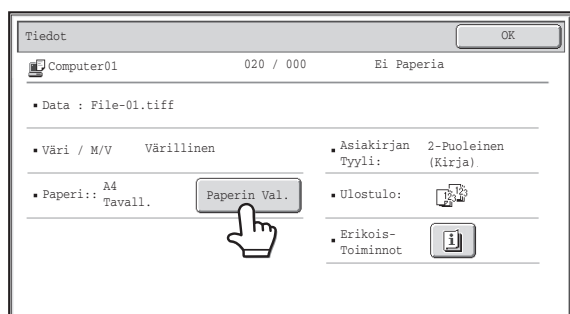 Tiedot
OK
Computer01 020 / 000 Ei Paperia
Data : File-01.tiff
Väri / M/V Värillinen
Asiakirjan Tyyli: 2-Puoleinen (Kirja).
Paperi:: A4 Tavall.
Paperin Val.
Ulostulo:
Erikois-
Toiminnot